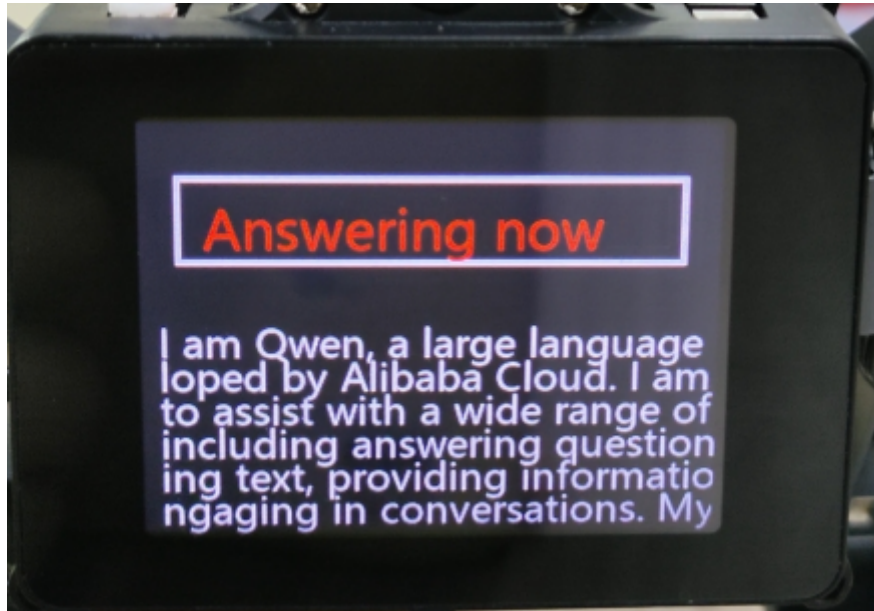 Answering now
I am Qwen, a large language
loped by Alibaba Cloud. I am
to assist with a wide range of
including answering question
ing text, providing informatio
ngaging in conversations. My